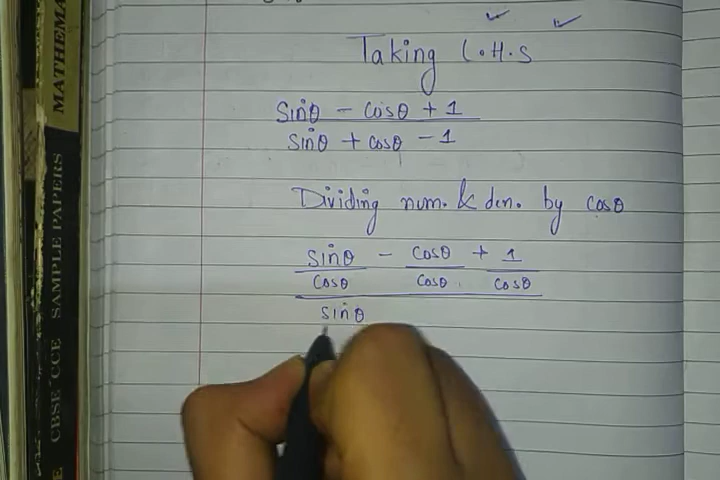 Taking L.H.S
sinθ - cosθ + 1
sinθ + cosθ - 1
Dividing num. & den. by cosθ
sinθ - cosθ + 1
cosθ cosθ cosθ
sinθ
MATHEMA
CBSE CCE SAMPLE PAPERS